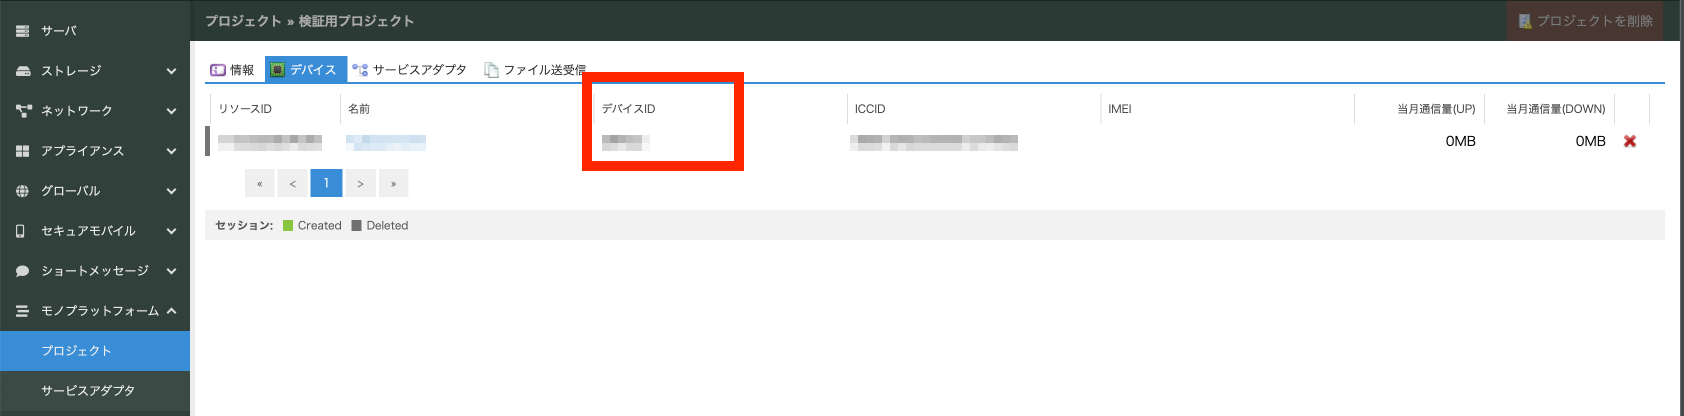 サーバ
ストレージ
ネットワーク
アプライアンス
グローバル
セキュアモバイル
ショートメッセージ
モノプラットフォーム
プロジェクト
サービスアダプタ
プロジェクト » 検証用プロジェクト
プロジェクトを削除
情報 デバイス サービスアダプタ ファイル送受信
リソースID 名前 デバイスID ICCID IMEI 当月通信量(UP) 当月通信量(DOWN)
0MB 0MB
« < 1 > »
セッション: Created Deleted